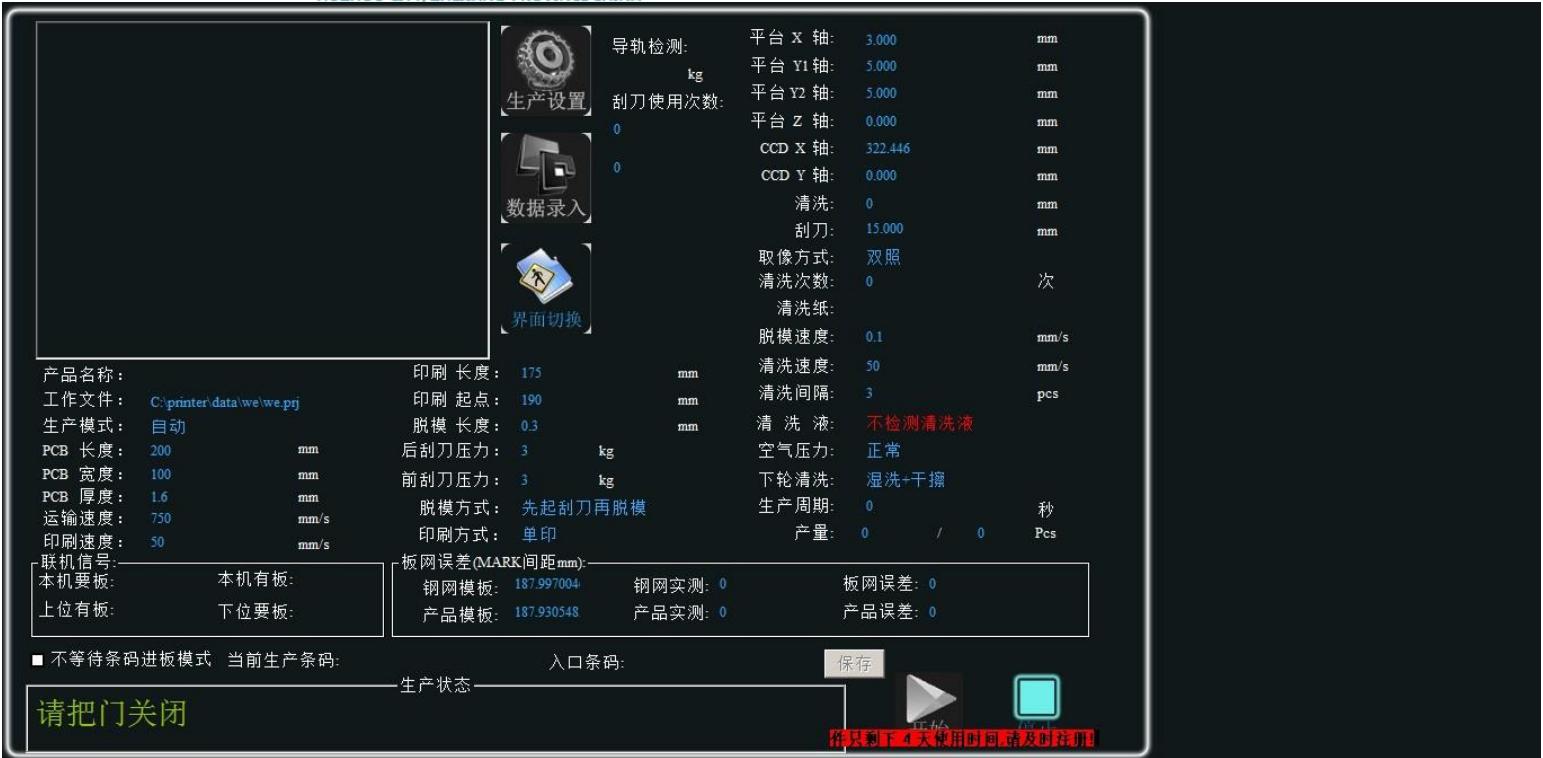 导轨检测:
kg
生产设置
刮刀使用次数:
0
0
数据录入
界面切换
平台 X 轴: 3.000 mm
平台 Y1 轴: 5.000 mm
平台 Y2 轴: 5.000 mm
平台 Z 轴: 0.000 mm
CCD X 轴: 322.446 mm
CCD Y 轴: 0.000 mm
清洗: 0 mm
刮刀: 15.000 mm
取像方式: 双照
清洗次数: 0 次
清洗纸:
脱模速度: 0.1 mm/s
清洗速度: 50 mm/s
清洗间隔: 3 pcs
清 洗 液: 不检测清洗液
空气压力: 正常
下轮清洗: 湿洗+干擦
生产周期: 0 秒
产量: 0 / 0 Pcs
产品名称:
工作文件: C:\printer\data\we\we.prj
生产模式: 自动
PCB 长度: 200 mm
PCB 宽度: 100 mm
PCB 厚度: 1.6 mm
运输速度: 750 mm/s
印刷速度: 50 mm/s
印刷 长度: 175 mm
印刷 起点: 190 mm
脱模 长度: 0.3 mm
后刮刀压力: 3 kg
前刮刀压力: 3 kg
脱模方式: 先起刮刀再脱模
印刷方式: 单印
联机信号:
本机要板: 本机有板:
上位有板: 下位要板:
板网误差(MARK间距mm):
钢网模板: 187.997004 钢网实测: 0 板网误差: 0
产品模板: 187.930548 产品实测: 0 产品误差: 0
不等待条码进板模式 当前生产条码: 入口条码: 保存
生产状态
请把门关闭
开始
停止
件只剩下 4 天使用时间,请及时注册!